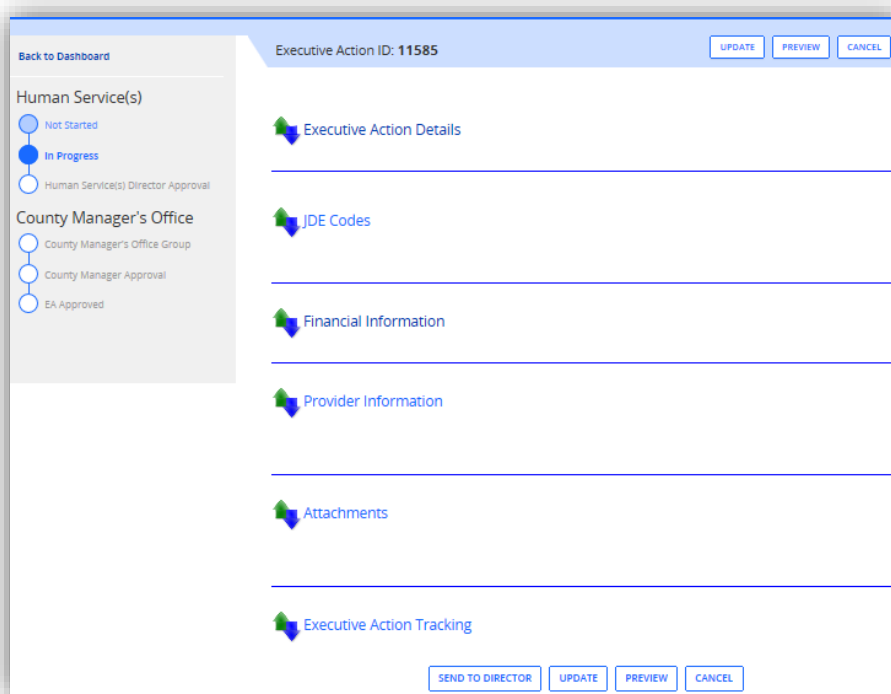 Back to Dashboard
Human Service(s)
Not Started
In Progress
Human Service(s) Director Approval
County Manager's Office
County Manager's Office Group
County Manager Approval
EA Approved
Executive Action ID: 11585
UPDATE PREVIEW CANCEL
Executive Action Details
JDE Codes
Financial Information
Provider Information
Attachments
Executive Action Tracking
SEND TO DIRECTOR UPDATE PREVIEW CANCEL